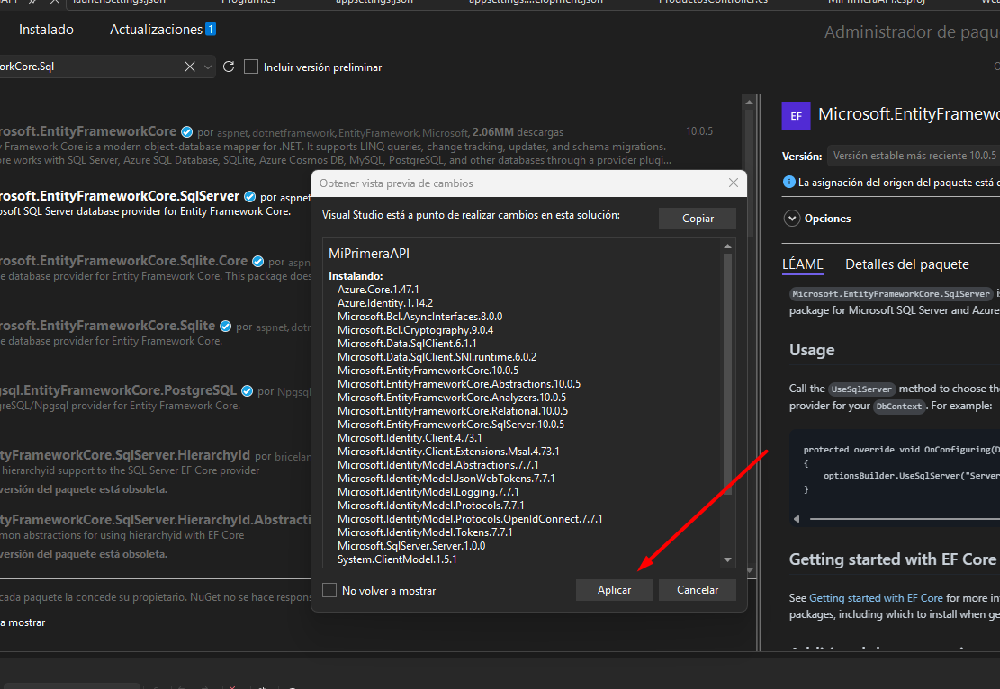 launchSettings.json Program.cs appsettings.json appsettings....elopment.json ProductosController.cs MiPrimeraAPI.csproj
Instalado Actualizaciones 1 Administrador de paqu
orkCore.Sql Incluir versión preliminar
rosoft.EntityFrameworkCore por aspnet, dotnetframework, EntityFramework, Microsoft, 2.06MM descargas 10.0.5
y Framework Core is a modern object-database mapper for .NET. It supports LINQ queries, change tracking, updates, and schema migrations.
ore works with SQL Server, Azure SQL Database, SQLite, Azure Cosmos DB, MySQL, PostgreSQL, and other databases through a provider plugi...
rosoft.EntityFrameworkCore.SqlServer por aspnet
osoft SQL Server database provider for Entity Framework Core.
rosoft.EntityFrameworkCore.Sqlite.Core por aspn
e database provider for Entity Framework Core. This package does
rosoft.EntityFrameworkCore.Sqlite por aspnet, dotn
e database provider for Entity Framework Core.
gsql.EntityFrameworkCore.PostgreSQL por Npgsql
greSQL/Npgsql provider for Entity Framework Core.
tyFrameworkCore.SqlServer.HierarchyId por bricelan
hierarchyid support to the SQL Server EF Core provider
versión del paquete está obsoleta.
tyFrameworkCore.SqlServer.HierarchyId.Abstracti
mon abstractions for using hierarchyid with EF Core
versión del paquete está obsoleta.
cada paquete la concede su propietario. NuGet no se hace respons
a mostrar
Obtener vista previa de cambios
Visual Studio está a punto de realizar cambios en esta solución:
Copiar
MiPrimeraAPI
Instalando:
Azure.Core.1.47.1
Azure.Identity.1.14.2
Microsoft.Bcl.AsyncInterfaces.8.0.0
Microsoft.Bcl.Cryptography.9.0.4
Microsoft.Data.SqlClient.6.1.1
Microsoft.Data.SqlClient.SNI.runtime.6.0.2
Microsoft.EntityFrameworkCore.10.0.5
Microsoft.EntityFrameworkCore.Abstractions.10.0.5
Microsoft.EntityFrameworkCore.Analyzers.10.0.5
Microsoft.EntityFrameworkCore.Relational.10.0.5
Microsoft.EntityFrameworkCore.SqlServer.10.0.5
Microsoft.Identity.Client.4.73.1
Microsoft.Identity.Client.Extensions.Msal.4.73.1
Microsoft.IdentityModel.Abstractions.7.7.1
Microsoft.IdentityModel.JsonWebTokens.7.7.1
Microsoft.IdentityModel.Logging.7.7.1
Microsoft.IdentityModel.Protocols.7.7.1
Microsoft.IdentityModel.Protocols.OpenIdConnect.7.7.1
Microsoft.IdentityModel.Tokens.7.7.1
Microsoft.SqlServer.Server.1.0.0
System.ClientModel.1.5.1
No volver a mostrar
Aplicar
Cancelar
EF Microsoft.EntityFramewo
Versión: Versión estable más reciente 10.0.5
La asignación del origen del paquete está d
Opciones
LÉAME Detalles del paquete
Microsoft.EntityFrameworkCore.SqlServer i
package for Microsoft SQL Server and Azure
Usage
Call the UseSqlServer method to choose the
provider for your DbContext. For example:
protected override void OnConfiguring(D
{
optionsBuilder.UseSqlServer("Server
}
Getting started with EF Core
See Getting started with EF Core for more in
packages, including which to install when ge